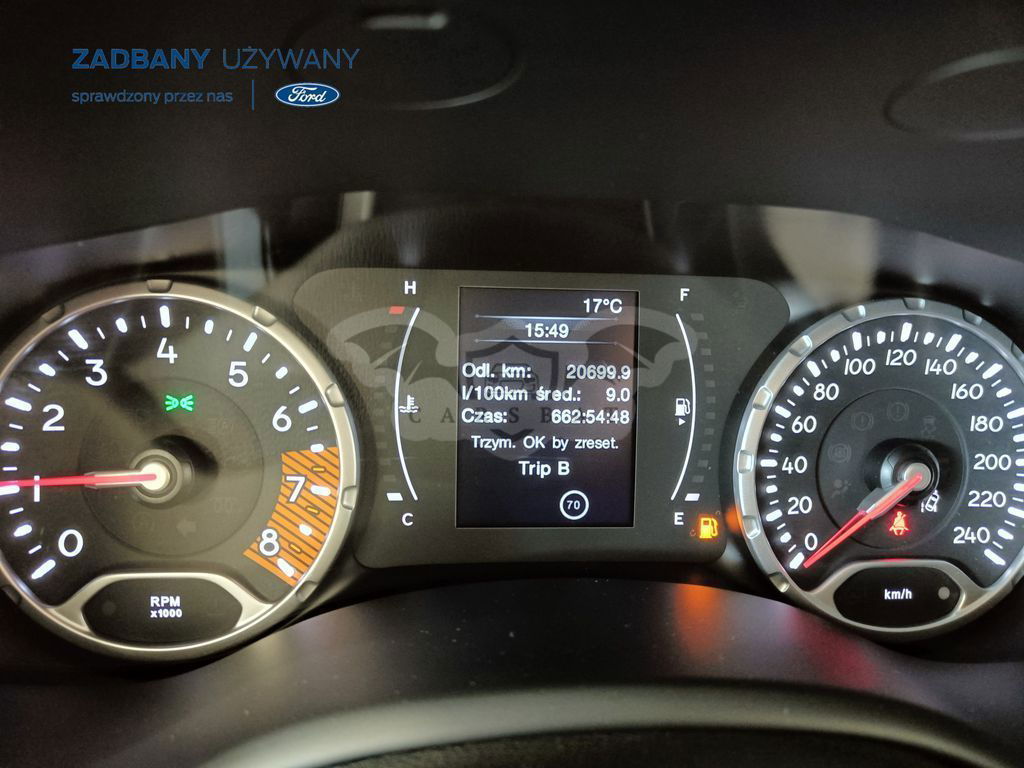 ZADBANY UŻYWANY
sprawdzony przez nas
Ford
H
F
17°C
15:49
Odl. km: 20699.9
l/100km śred.: 9.0
Czas: 662:54:48
Trzym. OK by zreset.
Trip B
70
C
E
0
1
2
3
4
5
6
7
8
RPM
x1000
0
20
40
60
80
100
120
140
160
180
200
220
240
km/h